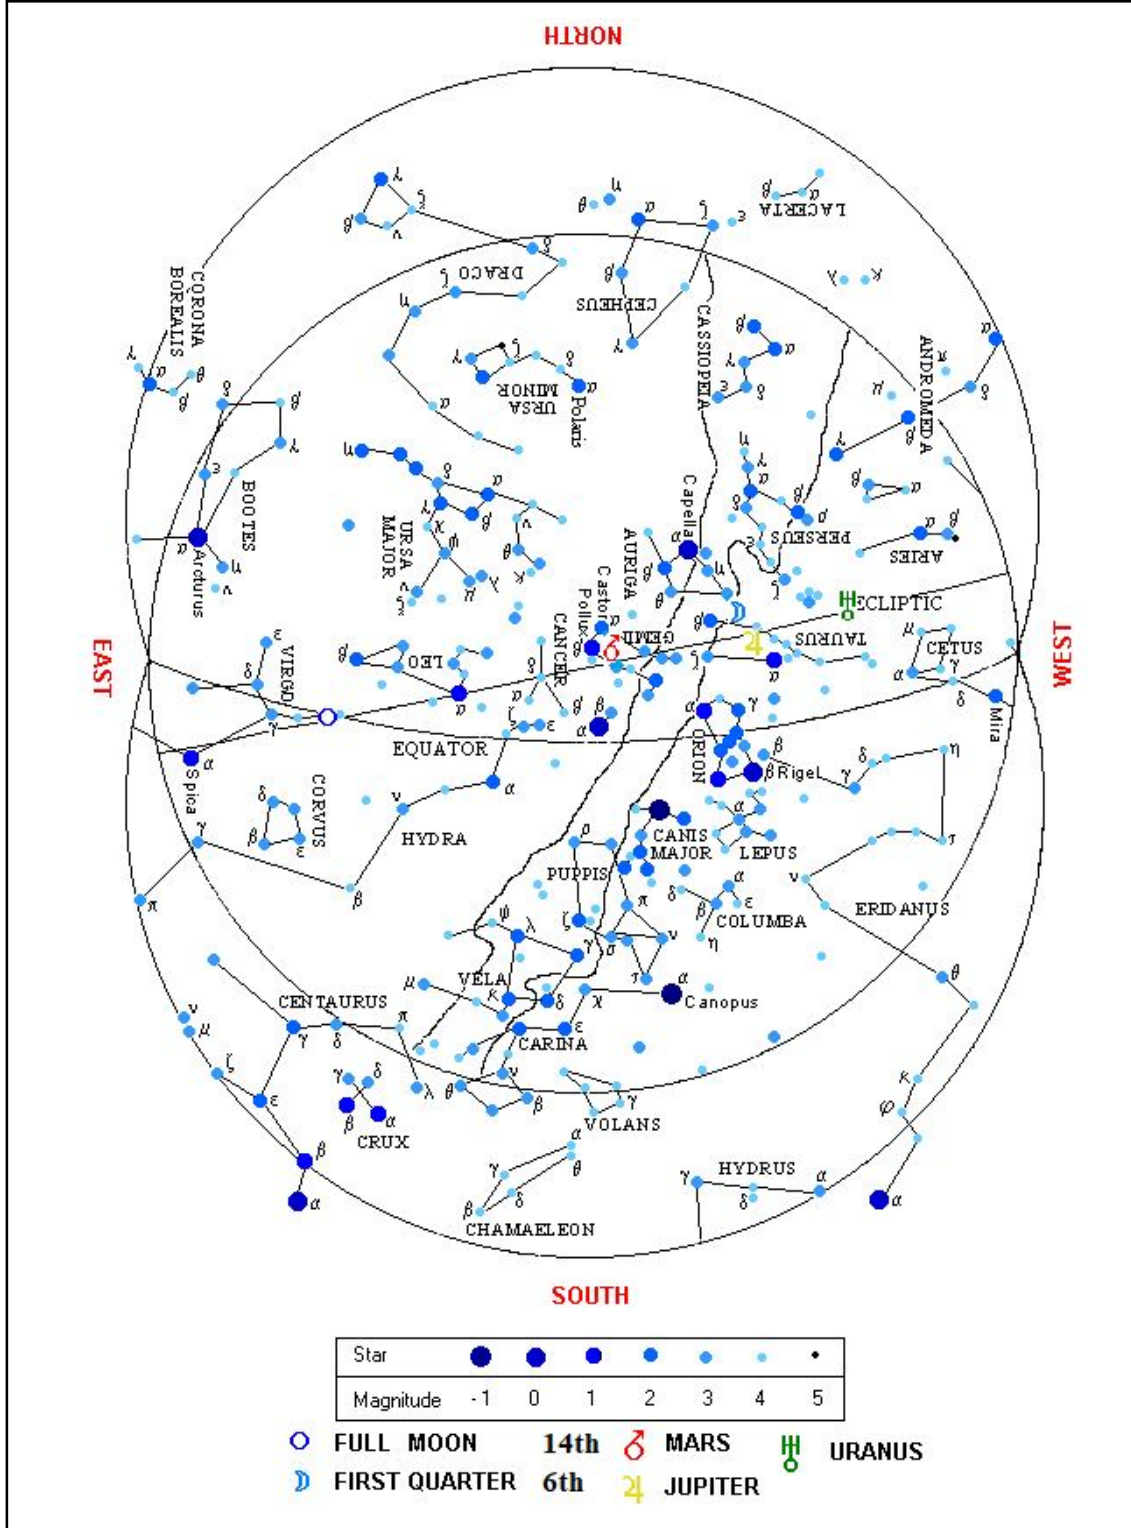 NORTH
γ
ξ
β
ν
η
θ
α
ζ
ε
β
α
LACERTA
δ
DRACO
β
CEPHEUS
λ
κ
ζ
η
γ
CORONA
BOREALIS
γ
α
θ
β
δ
β
γ
ζ
δ
α
URSA
MINOR
Polaris
CASSIOPEIA
β
α
γ
ε
δ
ANDROMEDA
α
π
δ
μ
β
γ
α
ε
γ
BOOTES
α
Arcturus
μ
ν
η
δ
α
γ
β
χ
ψ
URSA
MAJOR
ν
ξ
λ
μ
ν
θ
κ
Capella
α
AURIGA
β
η
θ
η
γ
α
δ
β
ρ
PERSEUS
ε
ζ
β
α
α
β
ARIES
ECLIPTIC
EAST
WEST
VIRGO
ε
δ
γ
β
LEO
α
CANCER
δ
α
β
Castor
Pollux
α
β
GEMINI
β
TAURUS
ζ
α
μ
CETUS
γ
α
δ
Mira
EQUATOR
ζ
ε
α
β
α
γ
ORION
β
Rigel
β
δ
γ
η
α
Spica
CORVUS
δ
β
ε
γ
π
ν
HYDRA
α
β
ρ
PUPPIS
CANIS
MAJOR
α
LEPUS
τ
ν
ERIDANUS
π
δ
α
β
ε
COLUMBA
η
ψ
λ
ζ
γ
σ
ν
τ
α
Canopus
θ
VELA
μ
κ
δ
χ
CENTAURUS
ν
μ
γ
δ
π
ε
CARINA
ζ
ε
γ
δ
λ
θ
ν
β
κ
φ
β
α
CRUX
γ
VOLANS
β
α
α
γ
θ
δ
β
CHAMAELEON
HYDRUS
γ
δ
α
α
SOUTH
Star
Magnitude -1 0 1 2 3 4 5
FULL MOON 14th MARS URANUS
FIRST QUARTER 6th JUPITER